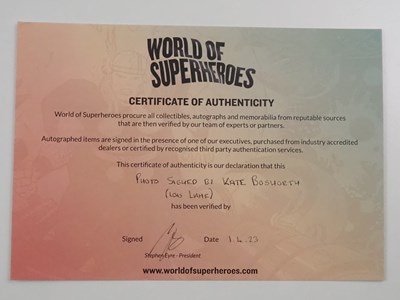 WORLD OF
SUPERHEROES
CERTIFICATE OF AUTHENTICITY
World of Superheroes procure all collectibles, autographs and memorabilia from reputable sources
that are then verified by our team of experts or partners.
Autographed items are signed in the presence of one of our executives, purchased from industry accredited
dealers or certified by recognised third party authentication services.
This certificate of authenticity is our declaration that this
PHOTO SIGNED BY KATE BOSWORTH
(LOIS LANE)
has been verified by
Signed Date 1.4.23
Stephen Eyre - President
www.worldofsuperheroes.com